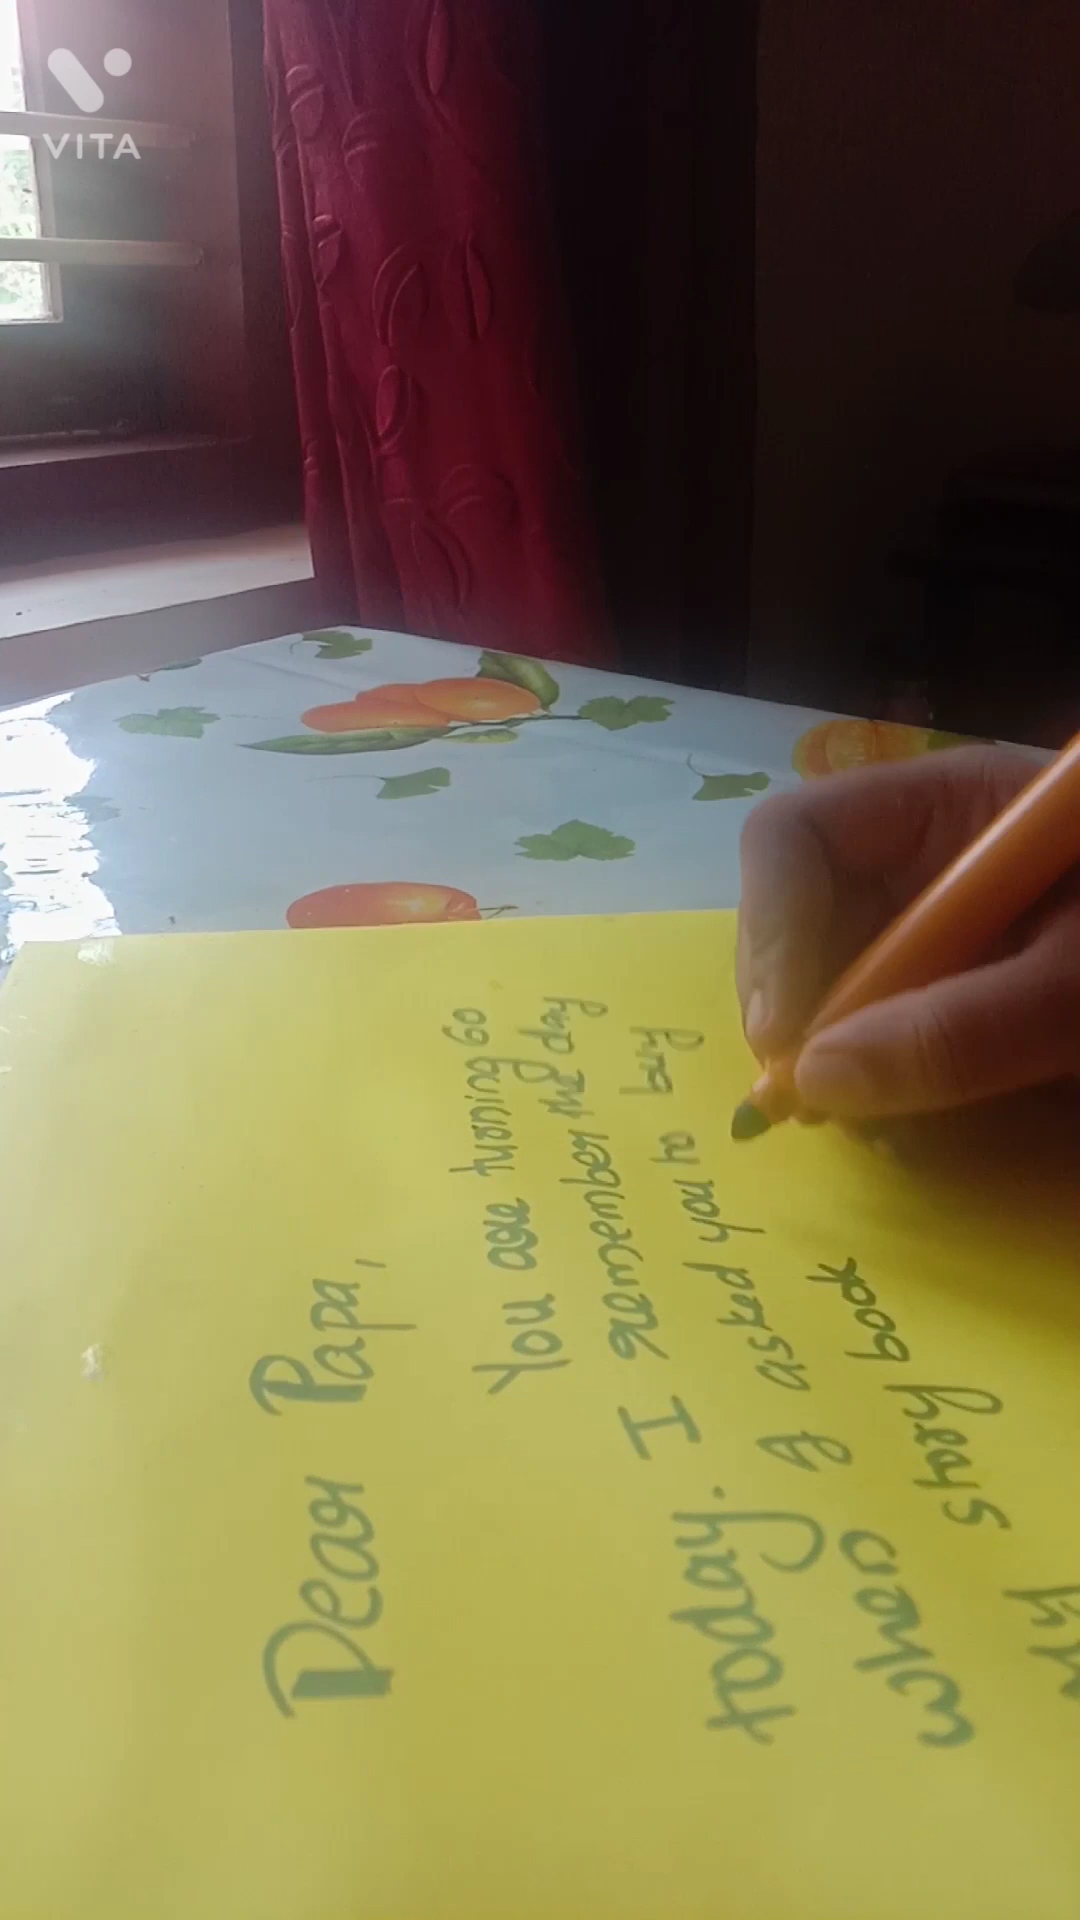 VITA
Dear Papa,
You are turning 60
today. I remember the day
when I asked you to buy
story book